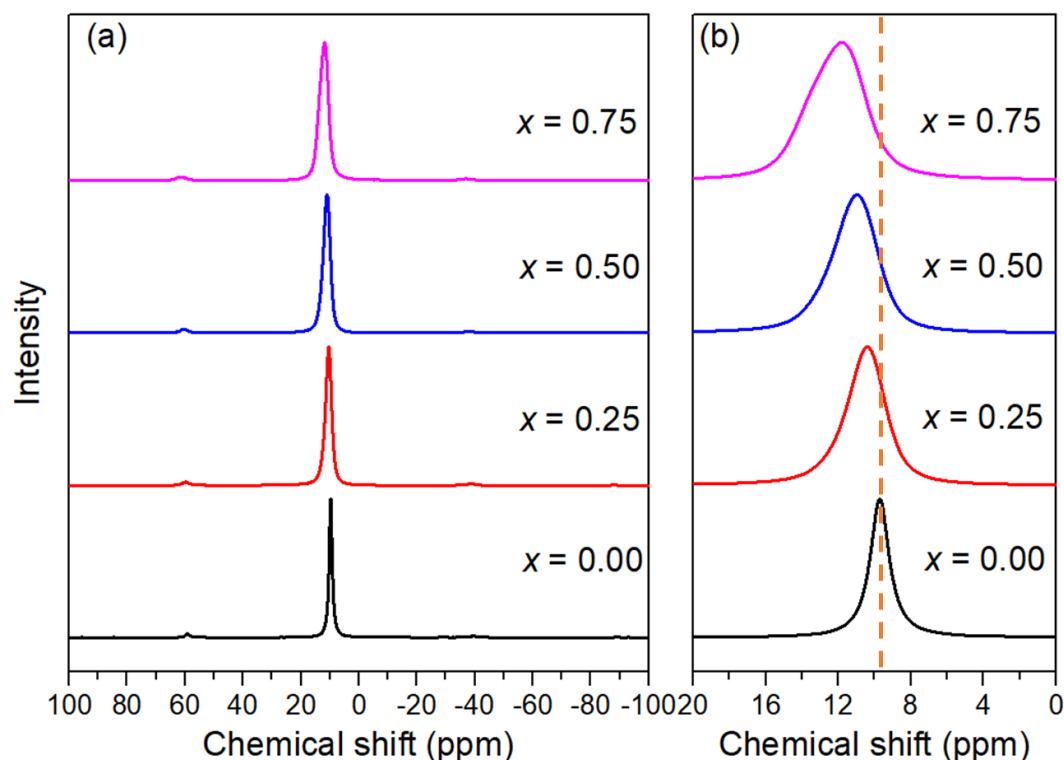 (a)
(b)
x = 0.75
x = 0.75
x = 0.50
x = 0.50
x = 0.25
x = 0.25
x = 0.00
x = 0.00
Intensity
100 80 60 40 20 0 -20 -40 -60 -80 -100
20 16 12 8 4 0
Chemical shift (ppm)
Chemical shift (ppm)